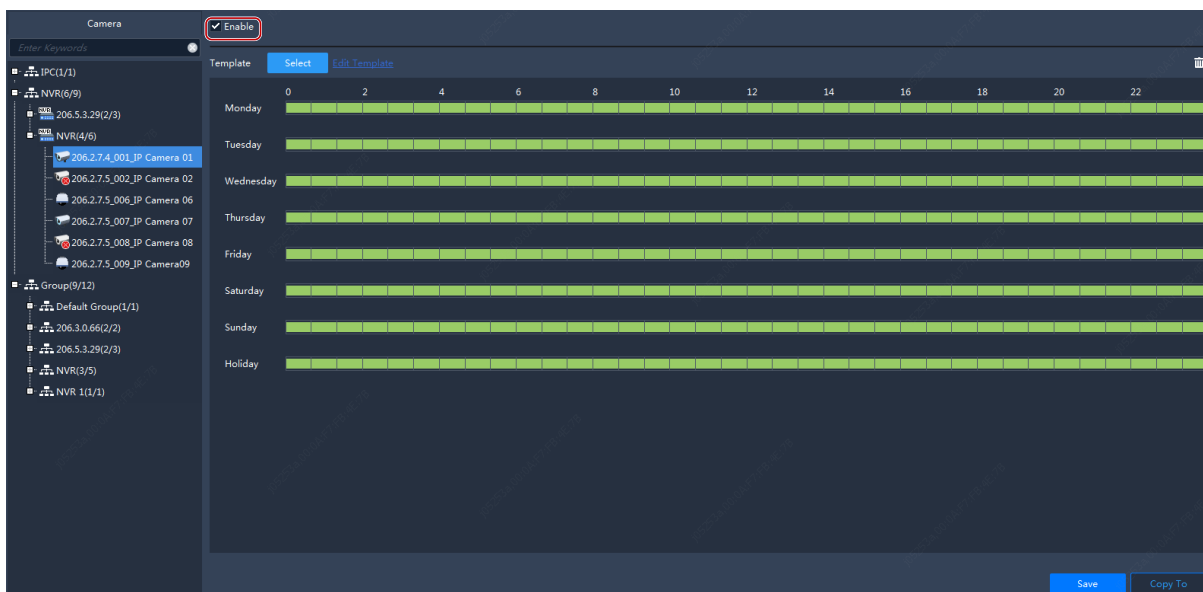 Camera
Enable
Enter Keywords
Template Select Edit Template
IPC(1/1)
NVR(6/9)
206.5.3.29(2/3)
NVR(4/6)
206.2.7.4_001_IP Camera 01
206.2.7.5_002_IP Camera 02
206.2.7.5_006_IP Camera 06
206.2.7.5_007_IP Camera 07
206.2.7.5_008_IP Camera 08
206.2.7.5_009_IP Camera09
Group(9/12)
Default Group(1/1)
206.3.0.66(2/2)
206.5.3.29(2/3)
NVR(3/5)
NVR 1(1/1)
0 2 4 6 8 10 12 14 16 18 20 22
Monday
Tuesday
Wednesday
Thursday
Friday
Saturday
Sunday
Holiday
Save Copy To